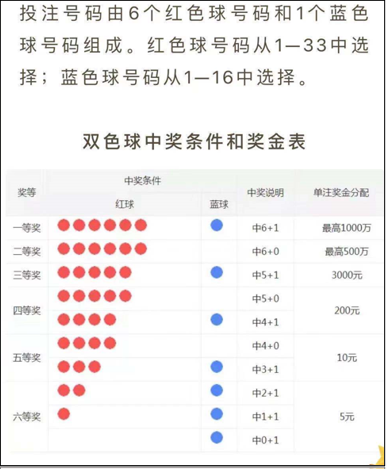 投注号码由6个红色球号码和1个蓝色
球号码组成。红色球号码从1—33中选
择；蓝色球号码从1—16中选择。
双色球中奖条件和奖金表
奖等 中奖条件 中奖说明 单注奖金分配
红球 蓝球
一等奖 中6+1 最高1000万
二等奖 中6+0 最高500万
三等奖 中5+1 3000元
四等奖 中5+0 200元
中4+1
五等奖 中4+0 10元
中3+1
六等奖 中2+1 5元
中1+1
中0+1